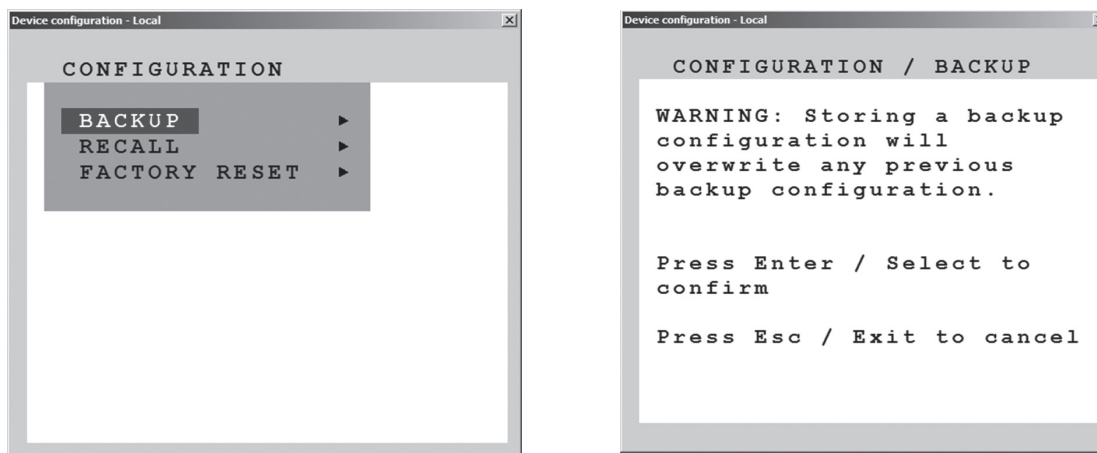 Device configuration - Local
CONFIGURATION
BACKUP
RECALL
FACTORY RESET
Device configuration - Local
CONFIGURATION / BACKUP
WARNING: Storing a backup
configuration will
overwrite any previous
backup configuration.
Press Enter / Select to
confirm
Press Esc / Exit to cancel